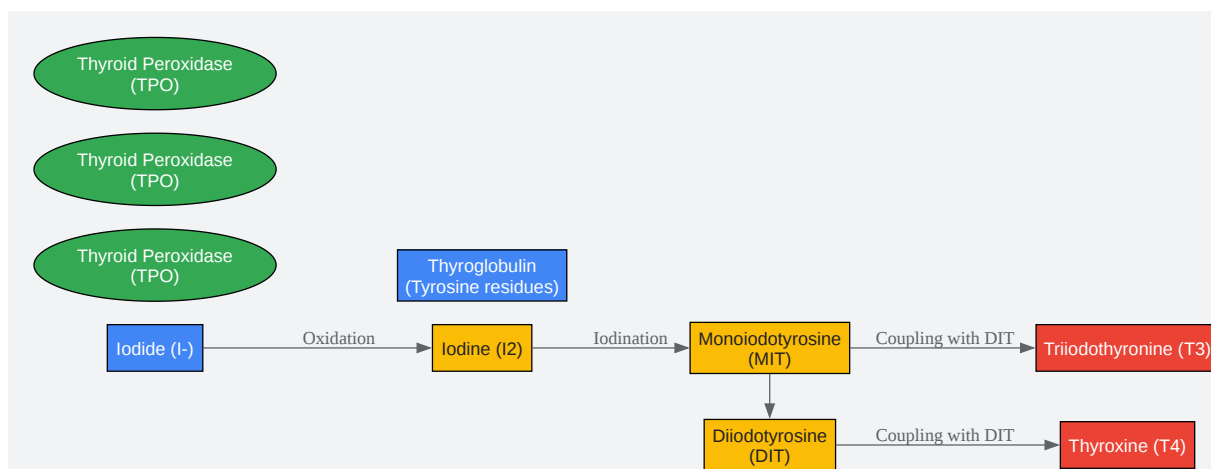 Thyroid Peroxidase
(TPO)
Thyroid Peroxidase
(TPO)
Thyroid Peroxidase
(TPO)
Thyroglobulin
(Tyrosine residues)
Iodide (I-)
Oxidation
Iodine (I2)
Iodination
Monoiodotyrosine
(MIT)
Coupling with DIT
Triiodothyronine (T3)
Diiodotyrosine
(DIT)
Coupling with DIT
Thyroxine (T4)